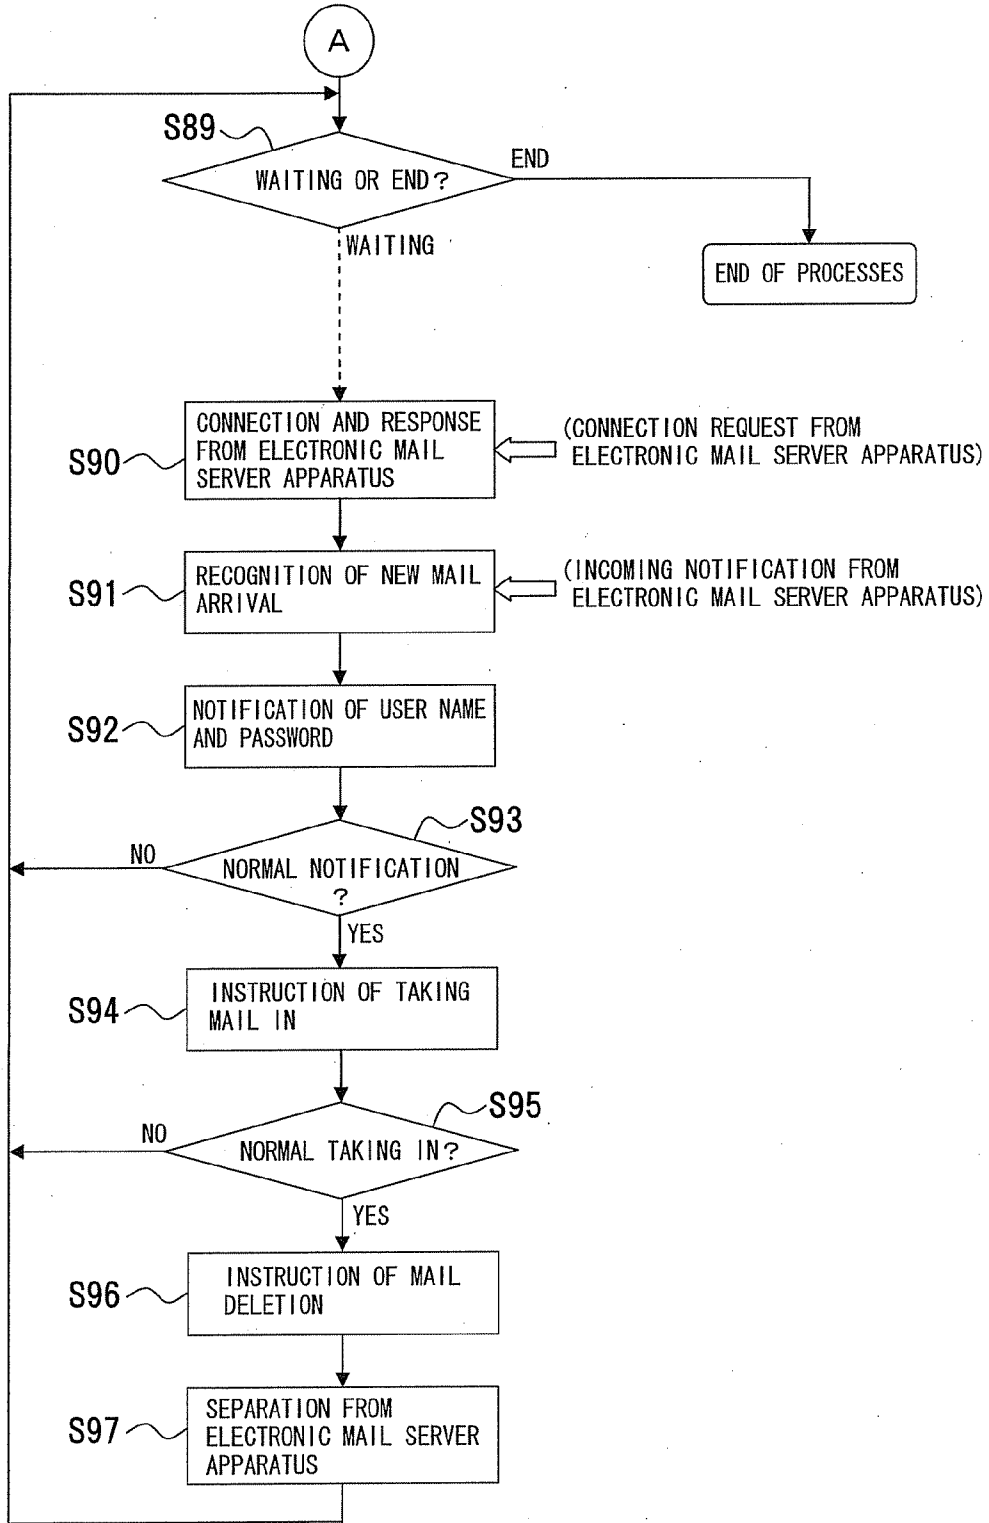 A
S89
WAITING OR END?
END
WAITING
END OF PROCESSES
S90
CONNECTION AND RESPONSE
FROM ELECTRONIC MAIL
SERVER APPARATUS
(CONNECTION REQUEST FROM
ELECTRONIC MAIL SERVER APPARATUS)
S91
RECOGNITION OF NEW MAIL
ARRIVAL
(INCOMING NOTIFICATION FROM
ELECTRONIC MAIL SERVER APPARATUS)
S92
NOTIFICATION OF USER NAME
AND PASSWORD
S93
NO
NORMAL NOTIFICATION
?
YES
S94
INSTRUCTION OF TAKING
MAIL IN
S95
NO
NORMAL TAKING IN?
YES
S96
INSTRUCTION OF MAIL
DELETION
S97
SEPARATION FROM
ELECTRONIC MAIL SERVER
APPARATUS